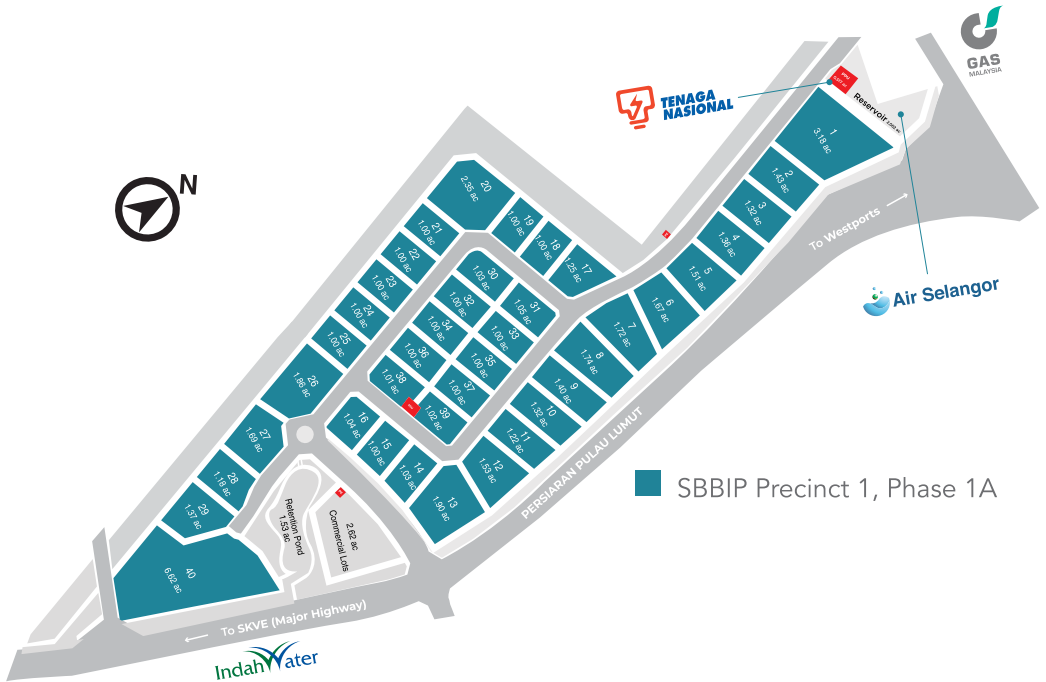 GAS
MALAYSIA
TENAGA
NASIONAL
Reservoir
N
1
3.18 ac
2
1.43 ac
3
1.32 ac
4
1.36 ac
5
1.51 ac
6
1.67 ac
7
1.72 ac
8
1.74 ac
9
1.40 ac
10
1.32 ac
11
1.22 ac
12
1.53 ac
13
1.90 ac
14
1.03 ac
15
1.00 ac
16
1.04 ac
17
1.25 ac
18
1.00 ac
19
1.00 ac
20
2.35 ac
21
1.00 ac
22
1.00 ac
23
1.00 ac
24
1.00 ac
25
1.00 ac
26
1.86 ac
27
1.69 ac
28
1.18 ac
29
1.37 ac
30
1.03 ac
31
1.05 ac
32
1.00 ac
33
1.00 ac
34
1.00 ac
35
1.00 ac
36
1.00 ac
37
1.00 ac
38
1.01 ac
39
1.02 ac
40
6.62 ac
Retention Pond
1.53 ac
2.62 ac
Commercial Lots
To Westports
Air Selangor
PERSIARAN PULAU LUMUT
SBBIP Precinct 1, Phase 1A
To SKVE (Major Highway)
Indah Water